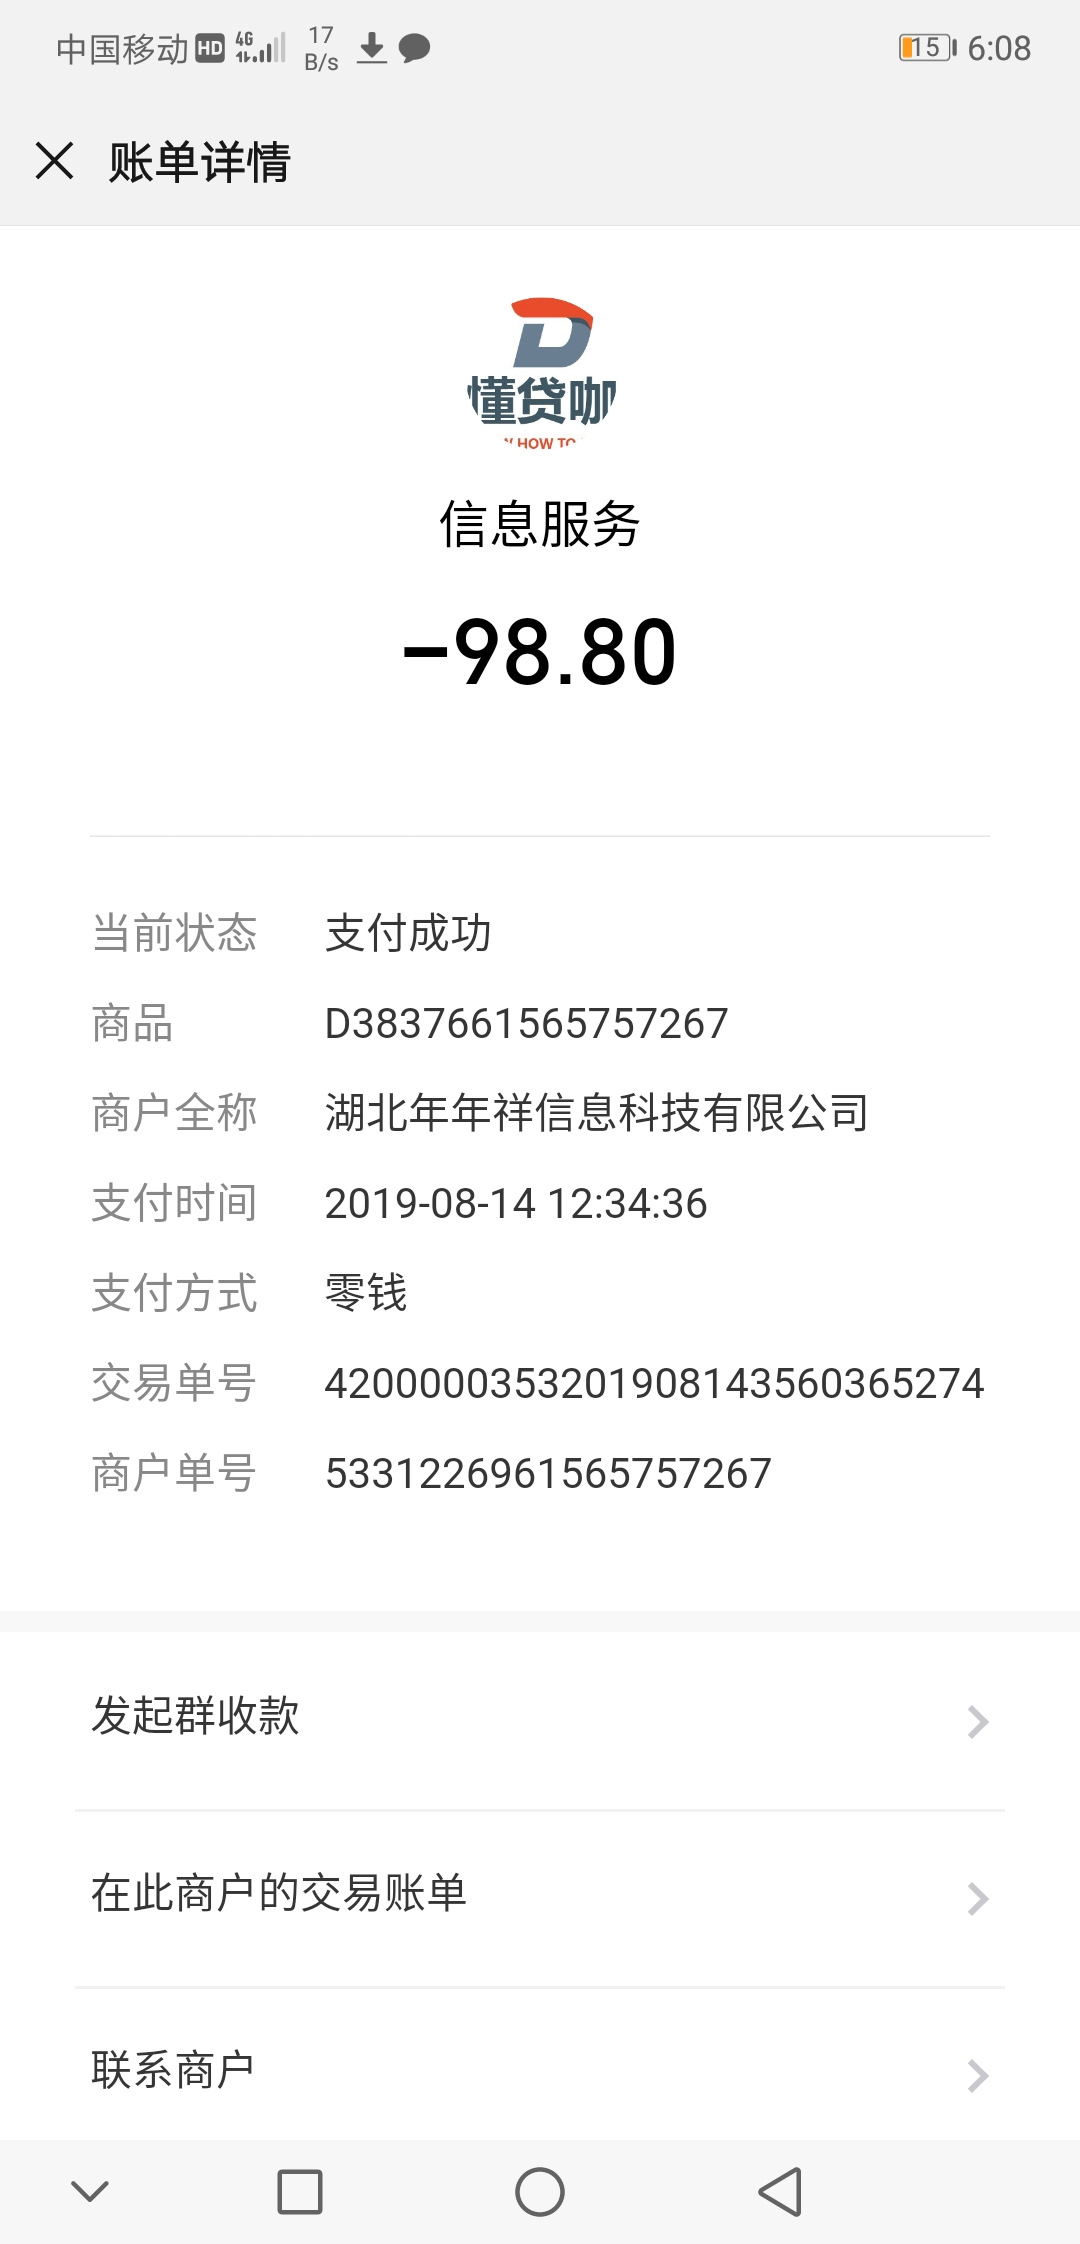 中国移动 HD 4G 17 B/s 15 6:08
账单详情
懂贷咖
HOW TO
信息服务
-98.80
当前状态 支付成功
商品 D3837661565757267
商户全称 湖北年年祥信息科技有限公司
支付时间 2019-08-14 12:34:36
支付方式 零钱
交易单号 4200000353201908143560365274
商户单号 5331226961565757267
发起群收款
在此商户的交易账单
联系商户